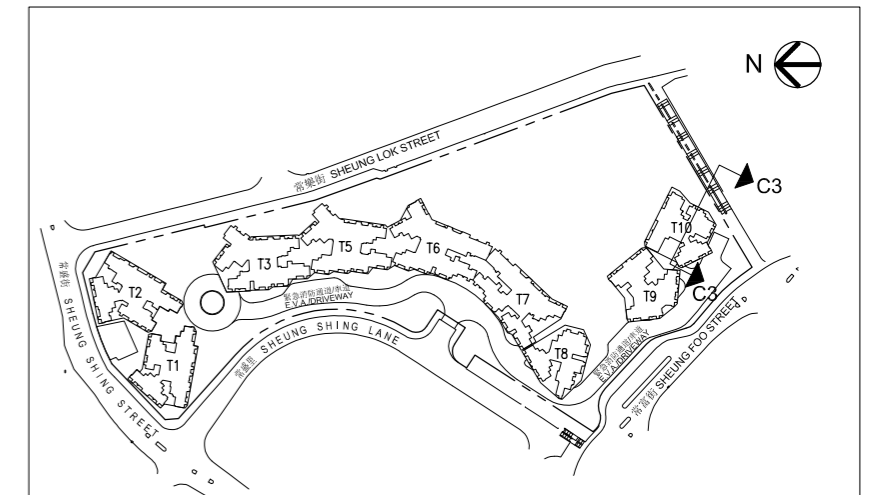 N
常樂街 SHEUNG LOK STREET
C3
T10
T3
T5
T6
常盛街 SHEUNG SHING STREET
T2
C3
T9
緊急消防通道/車道
E.V.A./DRIVEWAY
T7
常盛里 SHEUNG SHING LANE
T1
T8
緊急消防通道/車道
E.V.A./DRIVEWAY
常富街 SHEUNG FOO STREET